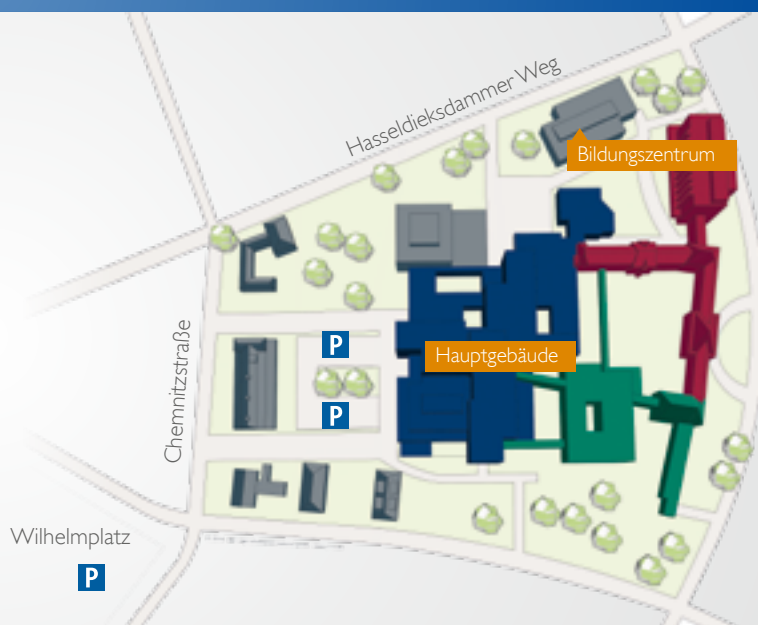 Hasseldieksdammer Weg
Bildungszentrum
Chemnitzstraße
P
Hauptgebäude
P
Wilhelmplatz
P